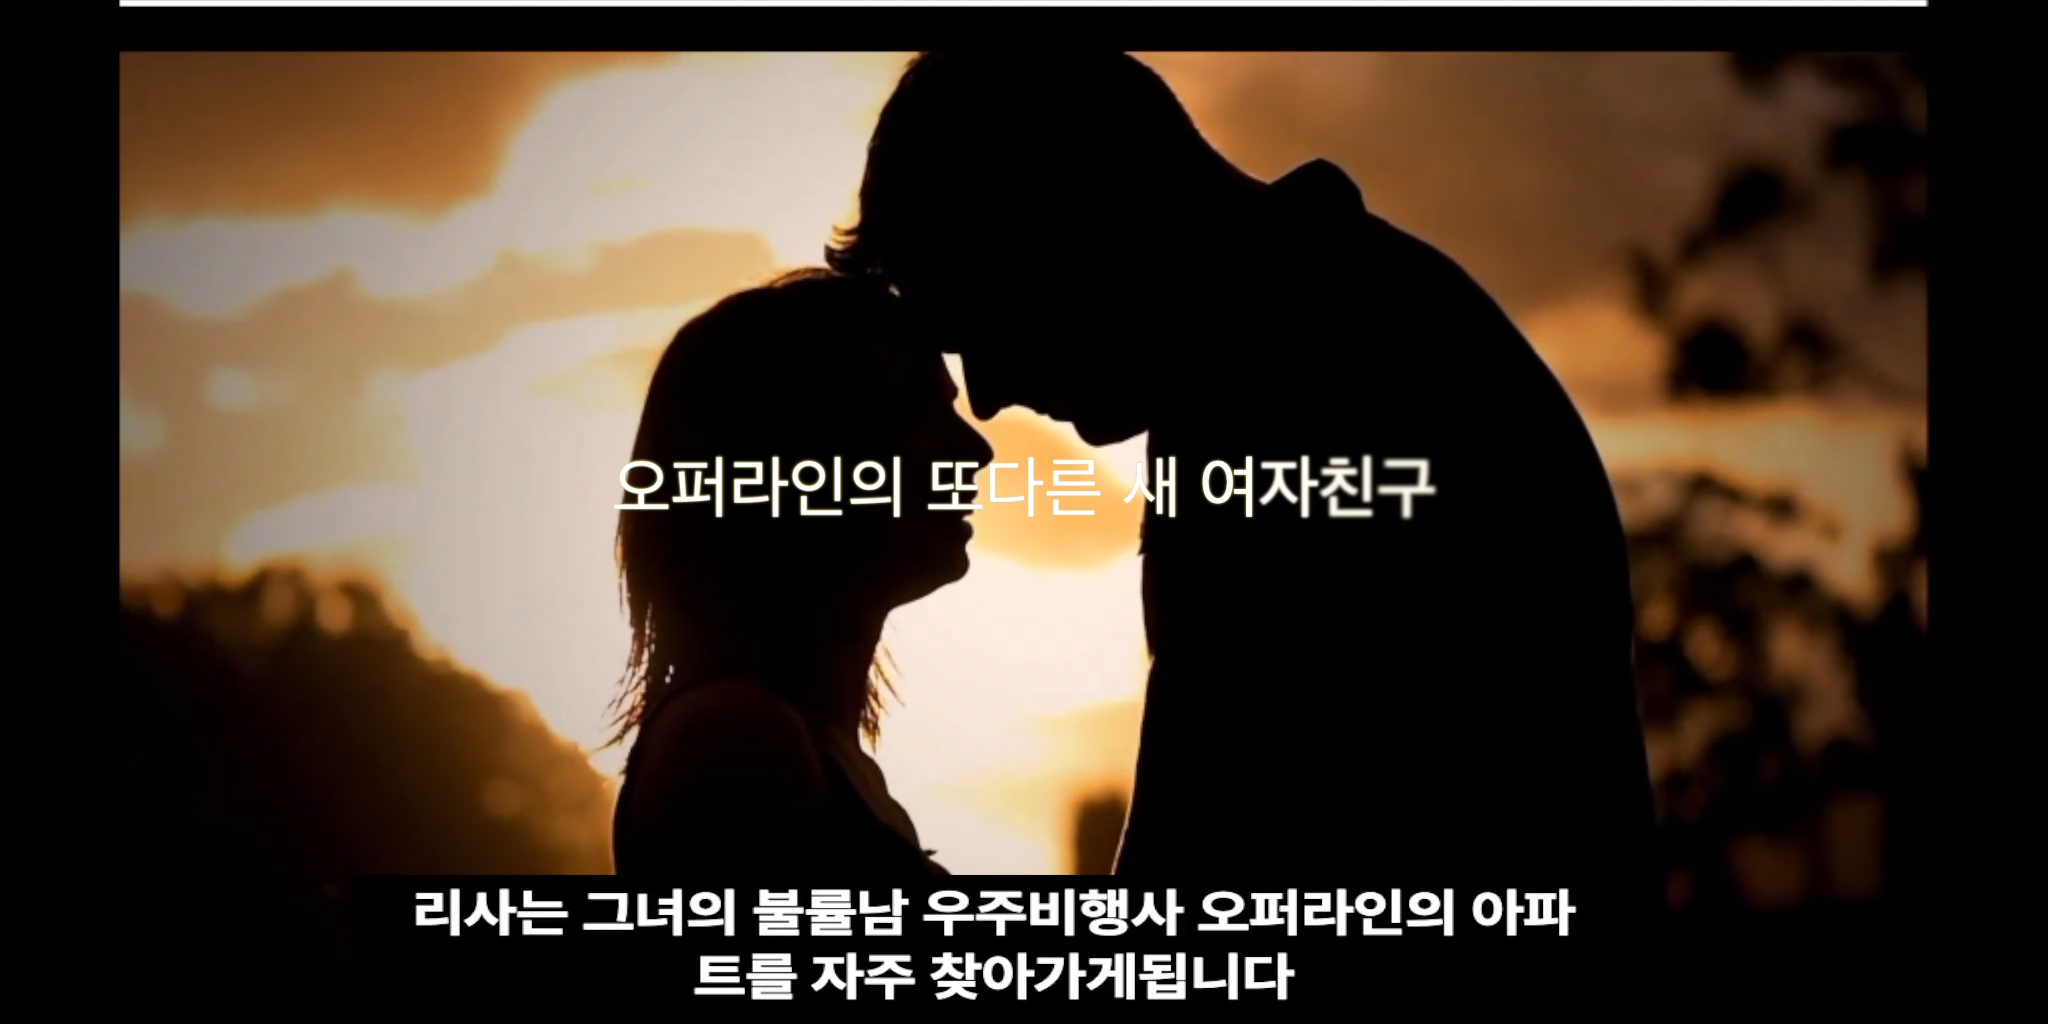 오퍼라인의 또다른 새 여자친구
리사는 그녀의 불률남 우주비행사 오퍼라인의 아파
트를 자주 찾아가게됩니다